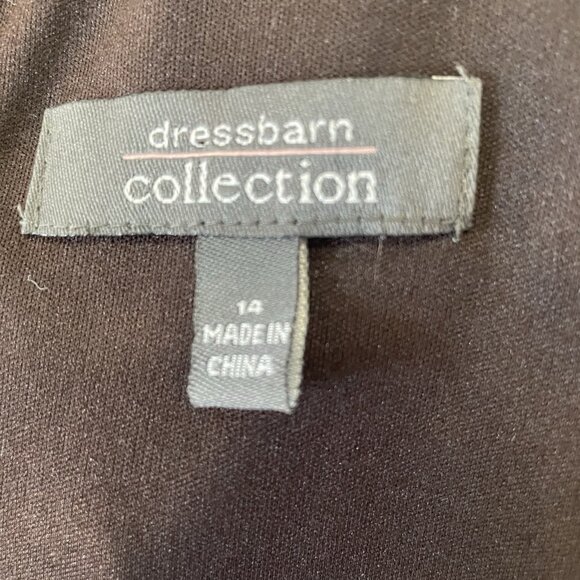 dressbarn
collection
14
MADE IN
CHINA